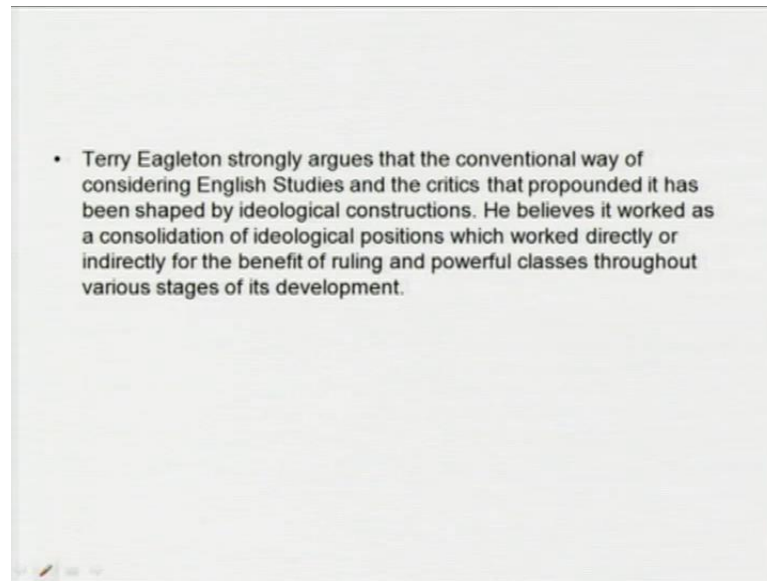 • Terry Eagleton strongly argues that the conventional way of
considering English Studies and the critics that propounded it has
been shaped by ideological constructions. He believes it worked as
a consolidation of ideological positions which worked directly or
indirectly for the benefit of ruling and powerful classes throughout
various stages of its development.